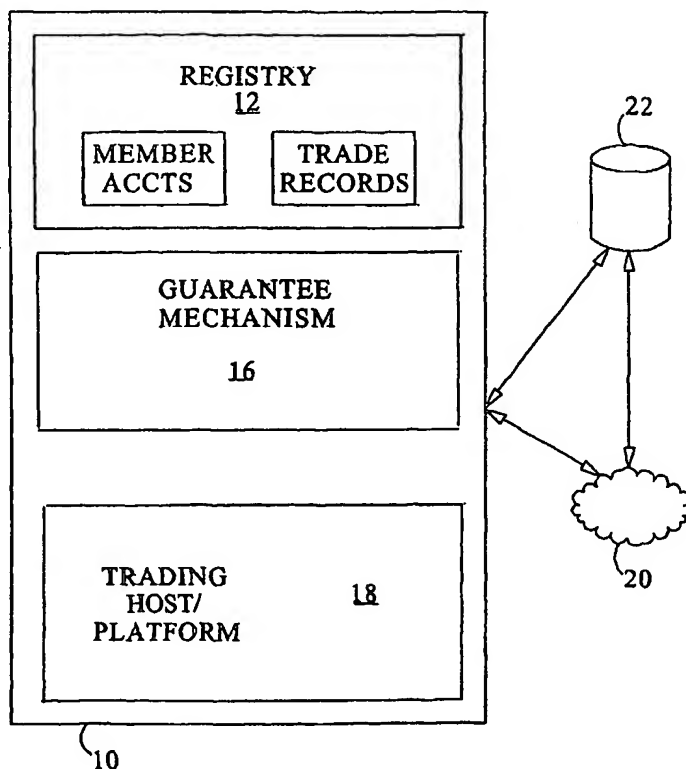 REGISTRY
12
MEMBER
ACCTS
TRADE
RECORDS
22
GUARANTEE
MECHANISM
16
TRADING
HOST/
PLATFORM
18
20
10